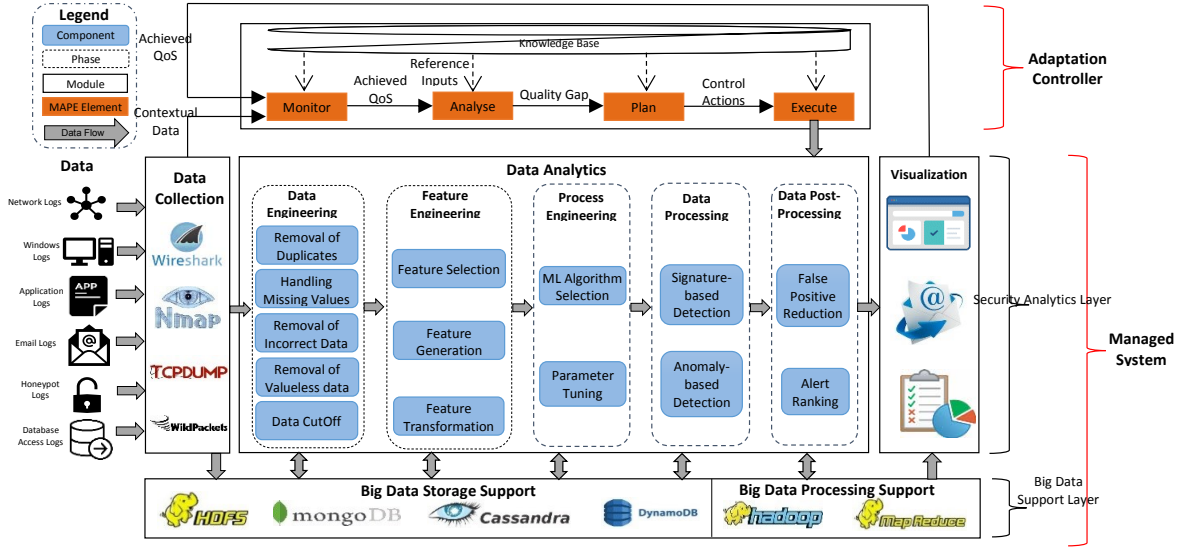 Legend
Component
Phase
Module
MAPE Element
Data Flow
Achieved
QoS
Contextual
Data
Knowledge Base
Reference
Inputs
Achieved
QoS
Quality Gap
Control
Actions
Monitor
Analyse
Plan
Execute
Adaptation
Controller
Data
Network Logs
Windows
Logs
Application
Logs
APP
Email Logs
Honeypot
Logs
Database
Access Logs
Data
Collection
Wireshark
Nmap
TCPDUMP
WildPackets
Data Analytics
Data
Engineering
Removal of
Duplicates
Handling
Missing Values
Removal of
Incorrect Data
Removal of
Valueless data
Data CutOff
Feature
Engineering
Feature Selection
Feature
Generation
Feature
Transformation
Process
Engineering
ML Algorithm
Selection
Parameter
Tuning
Data
Processing
Signature-
based
Detection
Anomaly-
based
Detection
Data Post-
Processing
False
Positive
Reduction
Alert
Ranking
Visualization
Security Analytics Layer
Managed
System
Big Data Storage Support
HDFS
mongoDB
Cassandra
DynamoDB
Big Data Processing Support
hadoop
MapReduce
Big Data
Support Layer